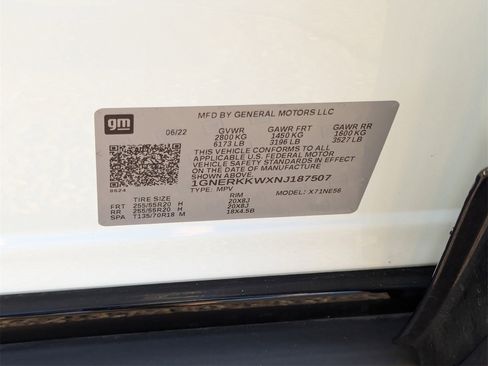 gm
MFD BY GENERAL MOTORS LLC
06/22 GVWR GAWR FRT GAWR RR
2800 KG 1450 KG 1600 KG
6173 LB 3196 LB 3527 LB
THIS VEHICLE CONFORMS TO ALL
APPLICABLE U.S. FEDERAL MOTOR
VEHICLE SAFETY STANDARDS IN EFFECT
ON THE DATE OF MANUFACTURE
SHOWN ABOVE.
1GNERKKWXNJ187507
TYPE: MPV MODEL: X71NE56
8624
TIRE SIZE RIM
FRT 255/55R20 H 20X8J
RR 255/55R20 H 20X8J
SPA T135/70R18 M 18X4.5B